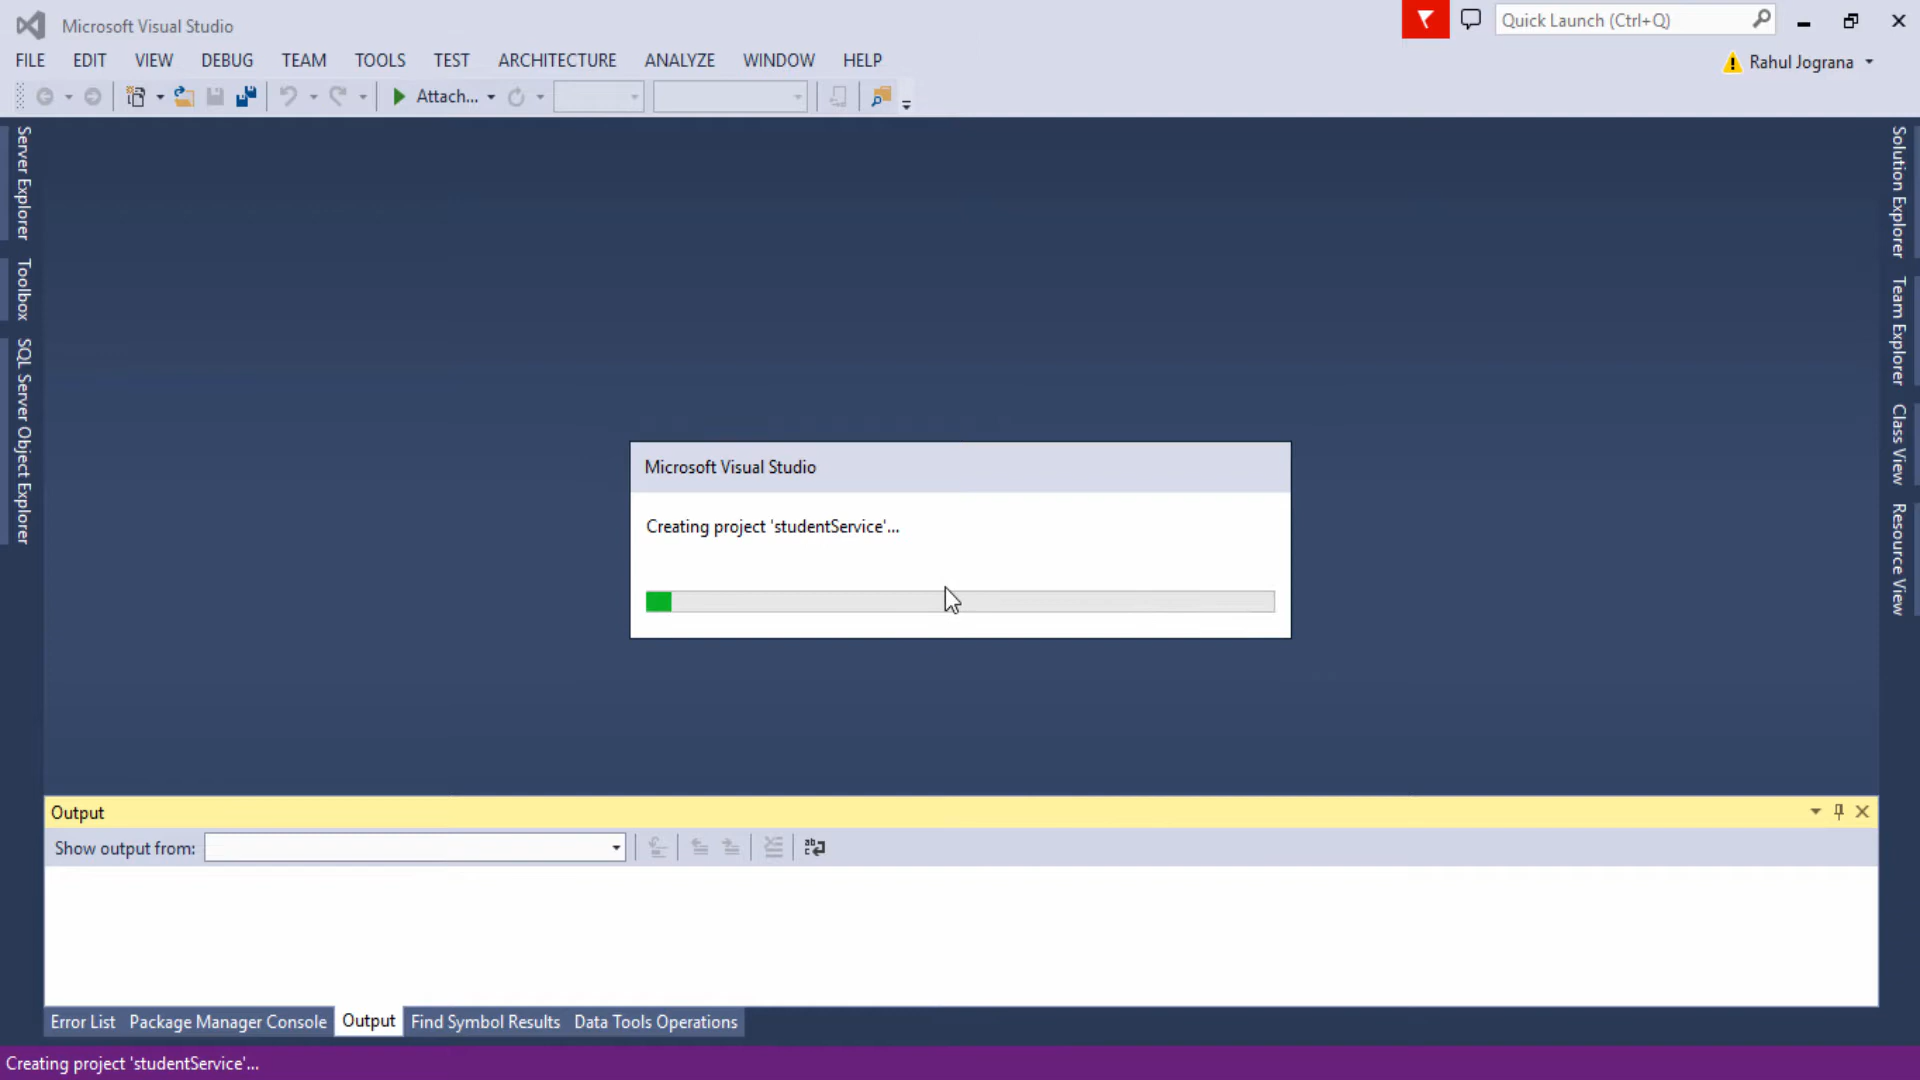 Microsoft Visual Studio
Quick Launch (Ctrl+Q)
FILE EDIT VIEW DEBUG TEAM TOOLS TEST ARCHITECTURE ANALYZE WINDOW HELP
Rahul Jograna
Attach...
Server Explorer
Toolbox
SQL Server Object Explorer
Solution Explorer
Team Explorer
Class View
Resource View
Microsoft Visual Studio
Creating project 'studentService'...
Output
Show output from:
Error List Package Manager Console Output Find Symbol Results Data Tools Operations
Creating project 'studentService'...